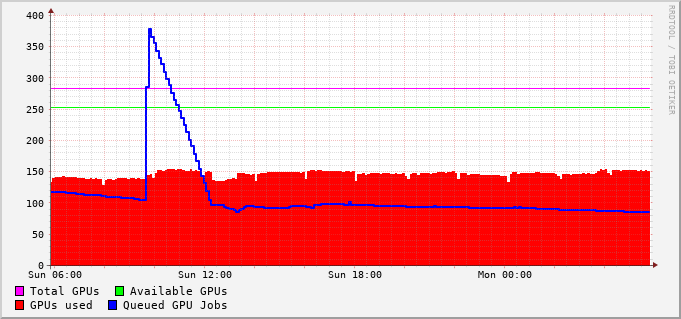 400
350
300
250
200
150
100
50
0
Sun 06:00 Sun 12:00 Sun 18:00 Mon 00:00
Total GPUs Available GPUs
GPUs used Queued GPU Jobs
RRDTOOL / TOBI OETIKER